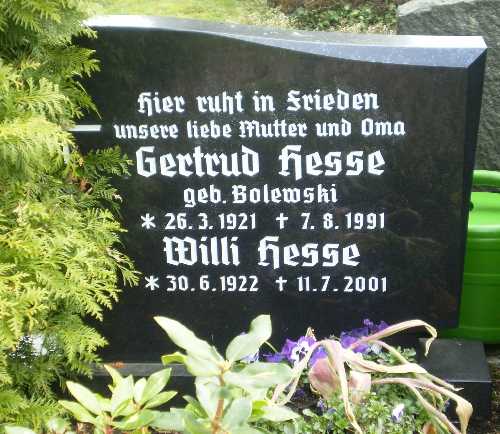 Hier ruht in Frieden
unsere liebe Mutter und Oma
Gertrud Hesse
geb. Bolewski
* 26.3.1921 † 7.8.1991
Willi Hesse
* 30.6.1922 † 11.7.2001